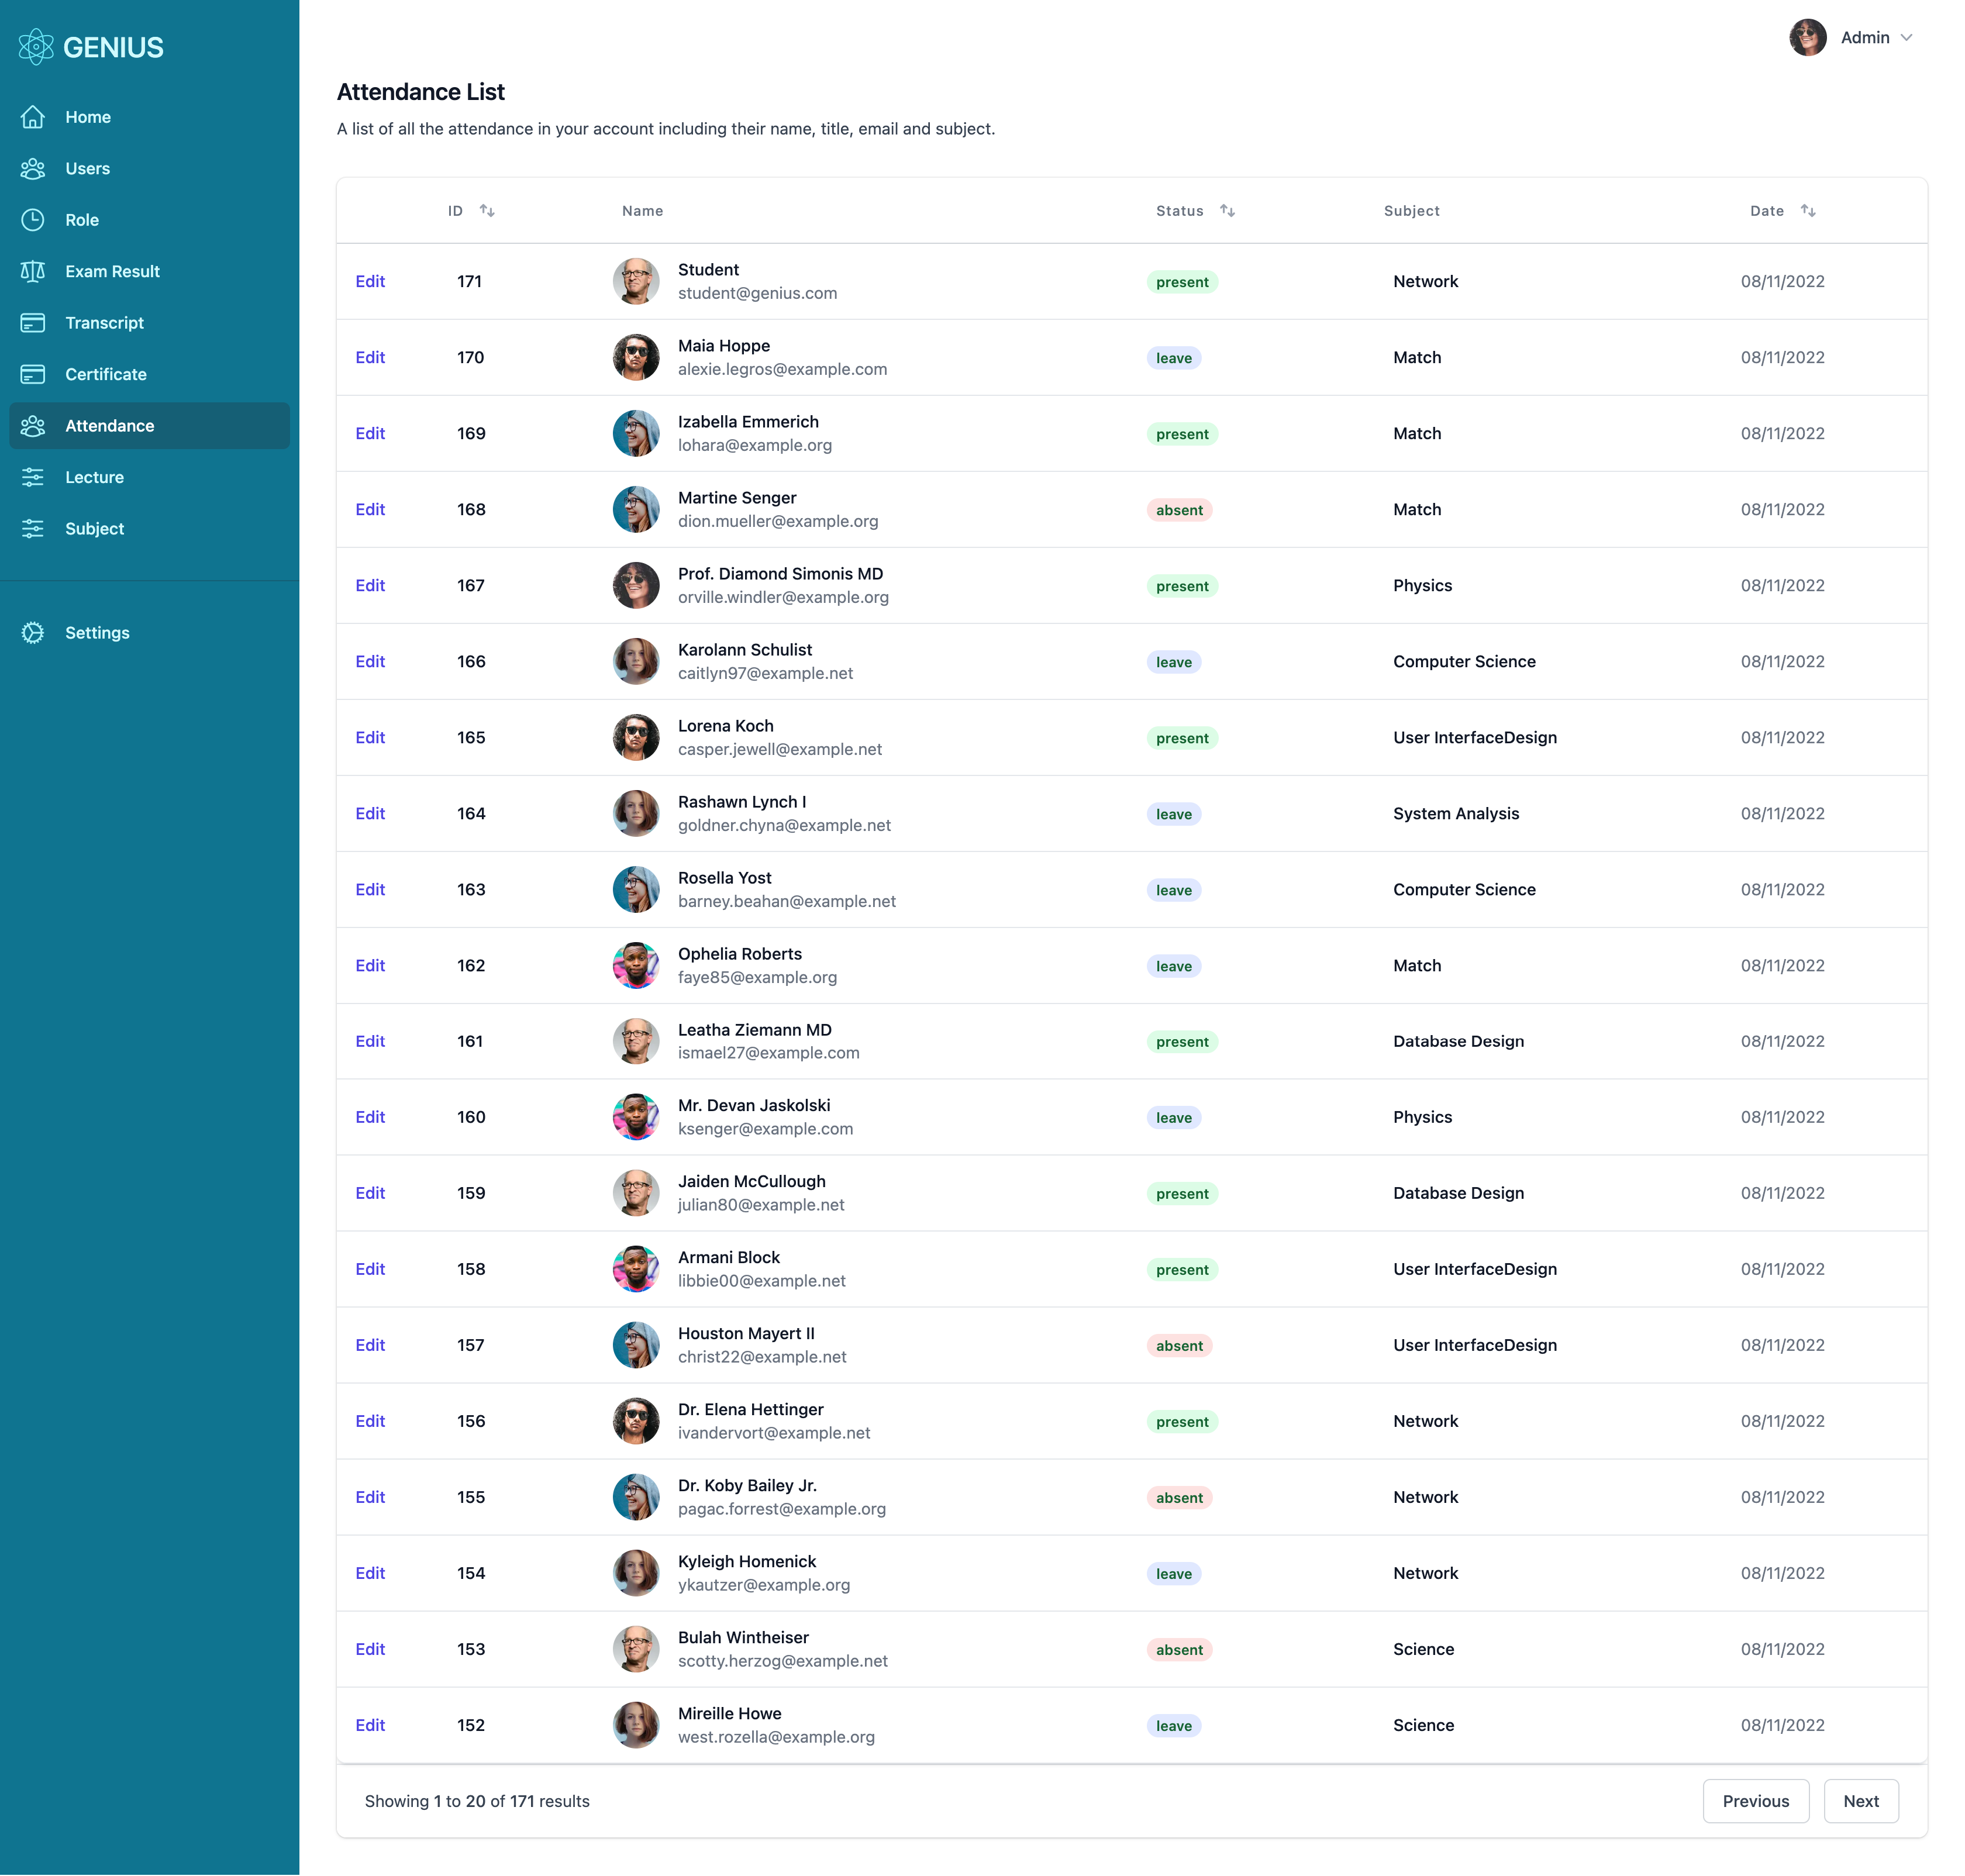 GENIUS
Home
Users
Role
Exam Result
Transcript
Certificate
Attendance
Lecture
Subject
Settings
Admin
Attendance List
A list of all the attendance in your account including their name, title, email and subject.
ID Name Status Subject Date
Edit 171 Student student@genius.com present Network 08/11/2022
Edit 170 Maia Hoppe alexie.legros@example.com leave Match 08/11/2022
Edit 169 Izabella Emmerich lohara@example.org present Match 08/11/2022
Edit 168 Martine Senger dion.mueller@example.org absent Match 08/11/2022
Edit 167 Prof. Diamond Simonis MD orville.windler@example.org present Physics 08/11/2022
Edit 166 Karolann Schulist caitlyn97@example.net leave Computer Science 08/11/2022
Edit 165 Lorena Koch casper.jewell@example.net present User InterfaceDesign 08/11/2022
Edit 164 Rashawn Lynch I goldner.chyna@example.net leave System Analysis 08/11/2022
Edit 163 Rosella Yost barney.beahan@example.net leave Computer Science 08/11/2022
Edit 162 Ophelia Roberts faye85@example.org leave Match 08/11/2022
Edit 161 Leatha Ziemann MD ismael27@example.com present Database Design 08/11/2022
Edit 160 Mr. Devan Jaskolski ksenger@example.com leave Physics 08/11/2022
Edit 159 Jaiden McCullough julian80@example.net present Database Design 08/11/2022
Edit 158 Armani Block libbie00@example.net present User InterfaceDesign 08/11/2022
Edit 157 Houston Mayert II christ22@example.net absent User InterfaceDesign 08/11/2022
Edit 156 Dr. Elena Hettinger ivandervort@example.net present Network 08/11/2022
Edit 155 Dr. Koby Bailey Jr. pagac.forrest@example.org absent Network 08/11/2022
Edit 154 Kyleigh Homenick ykautzer@example.org leave Network 08/11/2022
Edit 153 Bulah Wintheiser scotty.herzog@example.net absent Science 08/11/2022
Edit 152 Mireille Howe west.rozella@example.org leave Science 08/11/2022
Showing 1 to 20 of 171 results
Previous Next